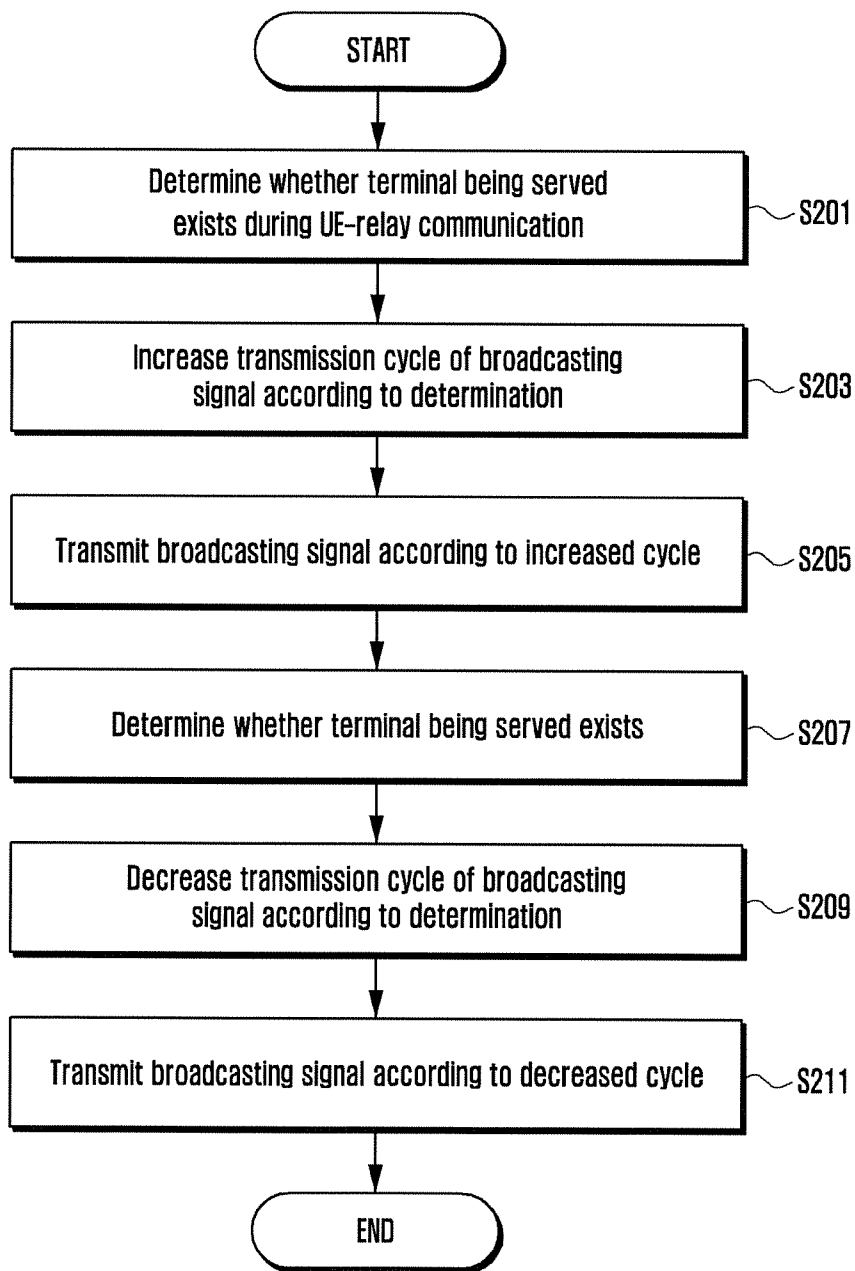 START
Determine whether terminal being served
exists during UE-relay communication
S201
Increase transmission cycle of broadcasting
signal according to determination
S203
Transmit broadcasting signal according to increased cycle
S205
Determine whether terminal being served exists
S207
Decrease transmission cycle of broadcasting
signal according to determination
S209
Transmit broadcasting signal according to decreased cycle
S211
END